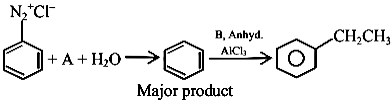 N₂⁺Cl⁻
+ A + H₂O → B, Anhyd. AlCl₃ CH₂CH₃
Major product